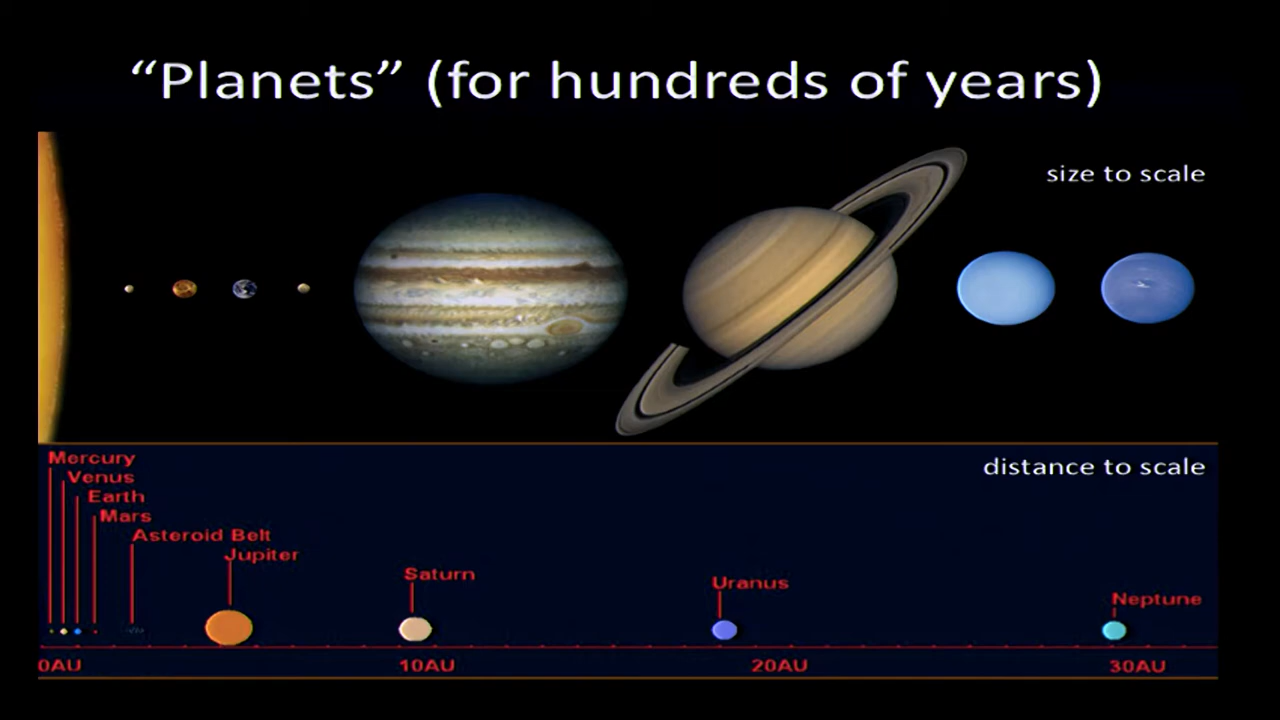 “Planets” (for hundreds of years)
size to scale
distance to scale
Mercury
Venus
Earth
Mars
Asteroid Belt
Jupiter
Saturn
Uranus
Neptune
0AU 10AU 20AU 30AU